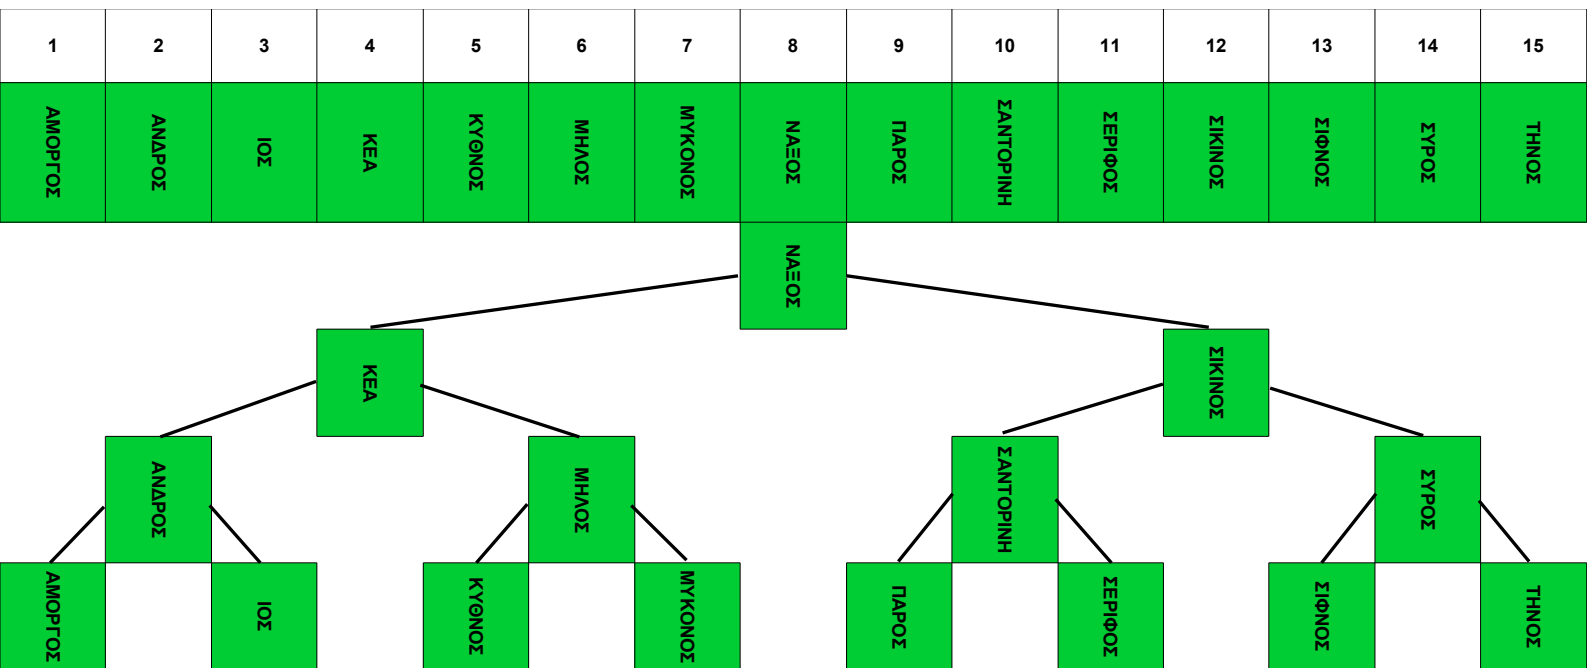 1 2 3 4 5 6 7 8 9 10 11 12 13 14 15
ΑΜΟΡΓΟΣ ΑΝΔΡΟΣ ΙΟΣ ΚΕΑ ΚΥΘΝΟΣ ΜΗΛΟΣ ΜΥΚΟΝΟΣ ΝΑΞΟΣ ΠΑΡΟΣ ΣΑΝΤΟΡΙΝΗ ΣΕΡΙΦΟΣ ΣΙΚΙΝΟΣ ΣΙΦΝΟΣ ΣΥΡΟΣ ΤΗΝΟΣ
ΝΑΞΟΣ
ΚΕΑ ΣΙΚΙΝΟΣ
ΑΝΔΡΟΣ ΜΗΛΟΣ ΣΑΝΤΟΡΙΝΗ ΣΥΡΟΣ
ΑΜΟΡΓΟΣ ΙΟΣ ΚΥΘΝΟΣ ΜΥΚΟΝΟΣ ΠΑΡΟΣ ΣΕΡΙΦΟΣ ΣΙΦΝΟΣ ΤΗΝΟΣ